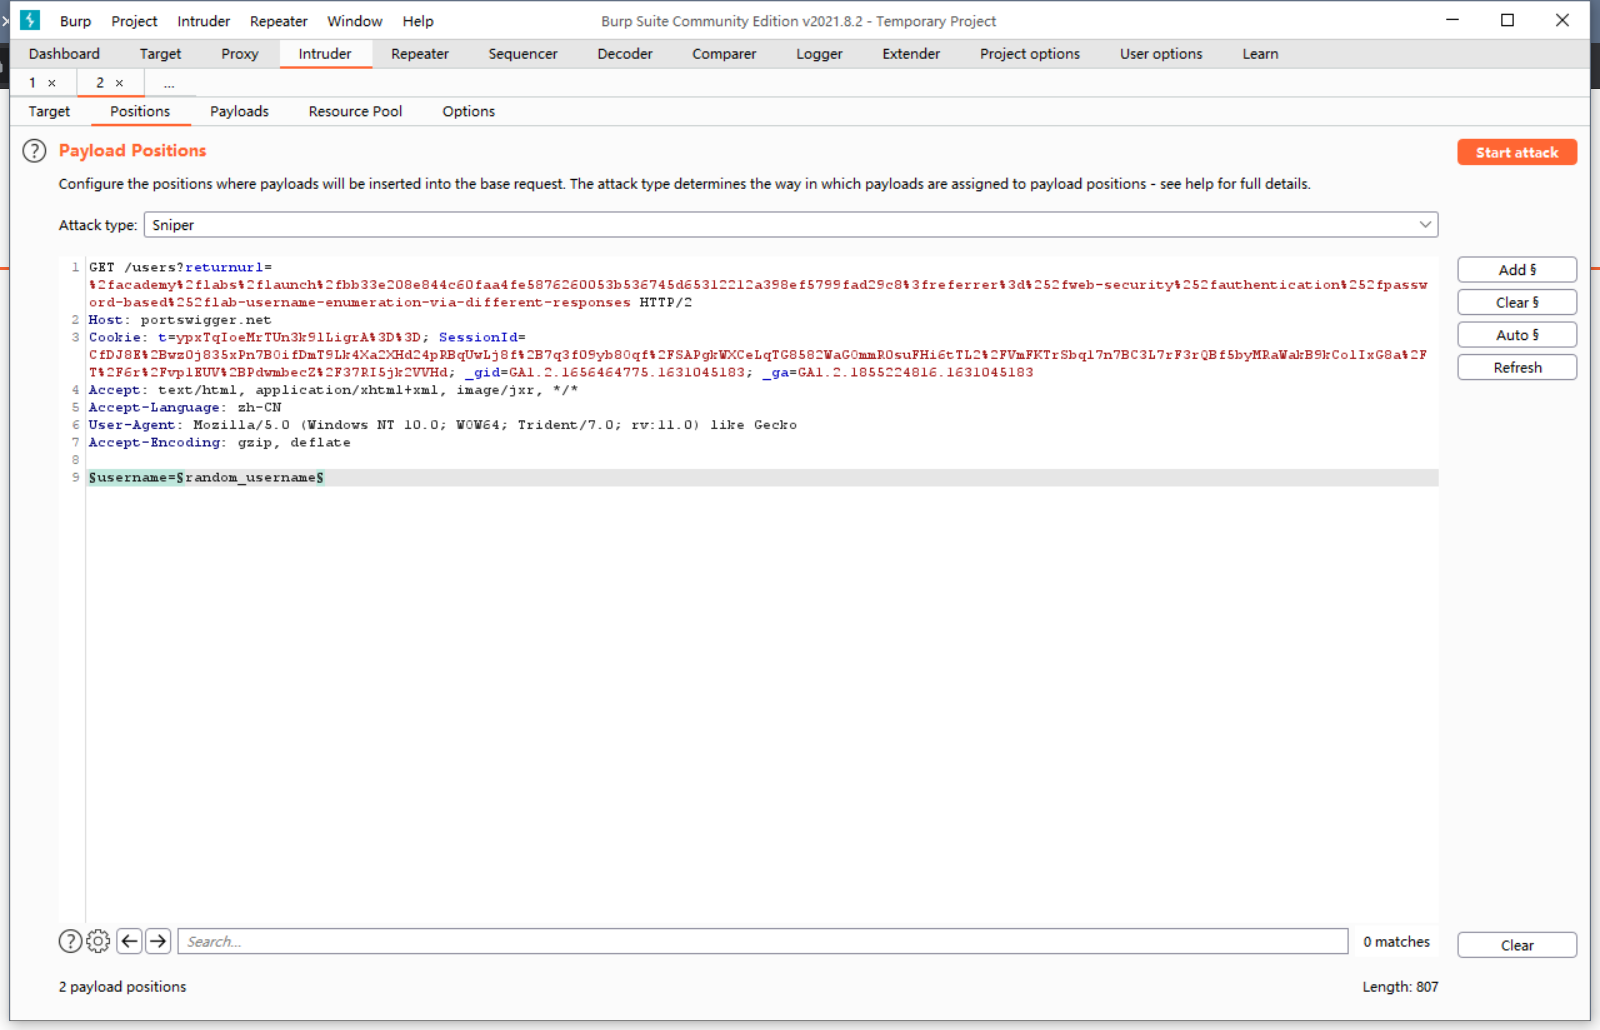 Burp Project Intruder Repeater Window Help Burp Suite Community Edition v2021.8.2 - Temporary Project
Dashboard Target Proxy Intruder Repeater Sequencer Decoder Comparer Logger Extender Project options User options Learn
1 × 2 × ...
Target Positions Payloads Resource Pool Options
? Payload Positions
Start attack
Configure the positions where payloads will be inserted into the base request. The attack type determines the way in which payloads are assigned to payload positions - see help for full details.
Attack type: Sniper
1 GET /users?returnurl=
%2facademy%2flabs%2flaunch%2fbb33e208e844c60faa4fe5876260053b536745d65312212a398ef5799fad29c8%3freferrer%3d%252fweb-security%252fauthentication%252fpassw
ord-based%252flab-username-enumeration-via-different-responses HTTP/2
2 Host: portswigger.net
3 Cookie: t=ypxTqIoeMrTUn3k9lLigrA%3D%3D; SessionId=
CfDJ8E%2Bwz0j835xPn7B0ifDmT9Lk4Xa2XHd24pRBqUwLj8f%2B7q3f09yb80qf%2FSAPgkWXCeLqTG8582WaG0mmR0suFHi6tTL2%2FVmFKTrSbql7n7BC3L7rF3rQBf5byMRaWakB9kColIxG8a%2F
T%2F6r%2FvplEUV%2BPdwmbecZ%2F37RI5jk2VVHd; _gid=GA1.2.1656464775.1631045183; _ga=GA1.2.1855224816.1631045183
4 Accept: text/html, application/xhtml+xml, image/jxr, */*
5 Accept-Language: zh-CN
6 User-Agent: Mozilla/5.0 (Windows NT 10.0; WOW64; Trident/7.0; rv:11.0) like Gecko
7 Accept-Encoding: gzip, deflate
8
9 §username=§random_username§
Add §
Clear §
Auto §
Refresh
? Search... 0 matches Clear
2 payload positions Length: 807